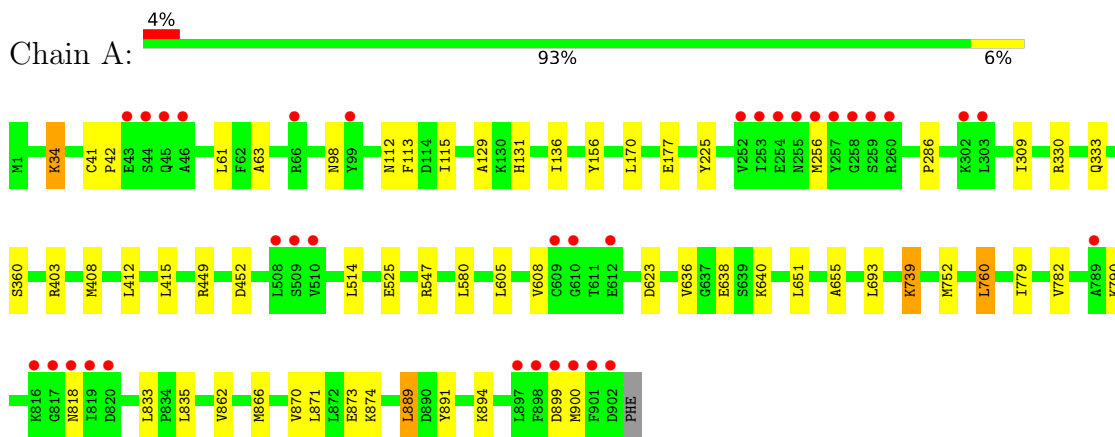 4%
Chain A:
93% 6%
M1 K34 C41 P42 E43 S44 Q45 A46 L61 F62 A63 R66 N98 Y99 N112 F113 D114 I115 A129 K130 H131 I136 Y156 L170 E177 Y225 V252 I253 E254 N255 M256 Y257 G258 S259 R260 P286 K302 L303 I309 R330 Q333
S360 R403 M408 L412 L415 R449 D452 L508 S509 V510 L514 E525 R547 L580 L605 V608 C609 G610 T611 E612 D623 V636 G637 E638 S639 K640 L651 A655 L693 K739 M752 L760 I779 V782 A789
K816 G817 N818 I819 D820 L833 P834 L835 V862 M866 V870 L871 L872 E873 K874 L889 D890 Y891 K894 L897 F898 D899 M900 F901 D902 PHE